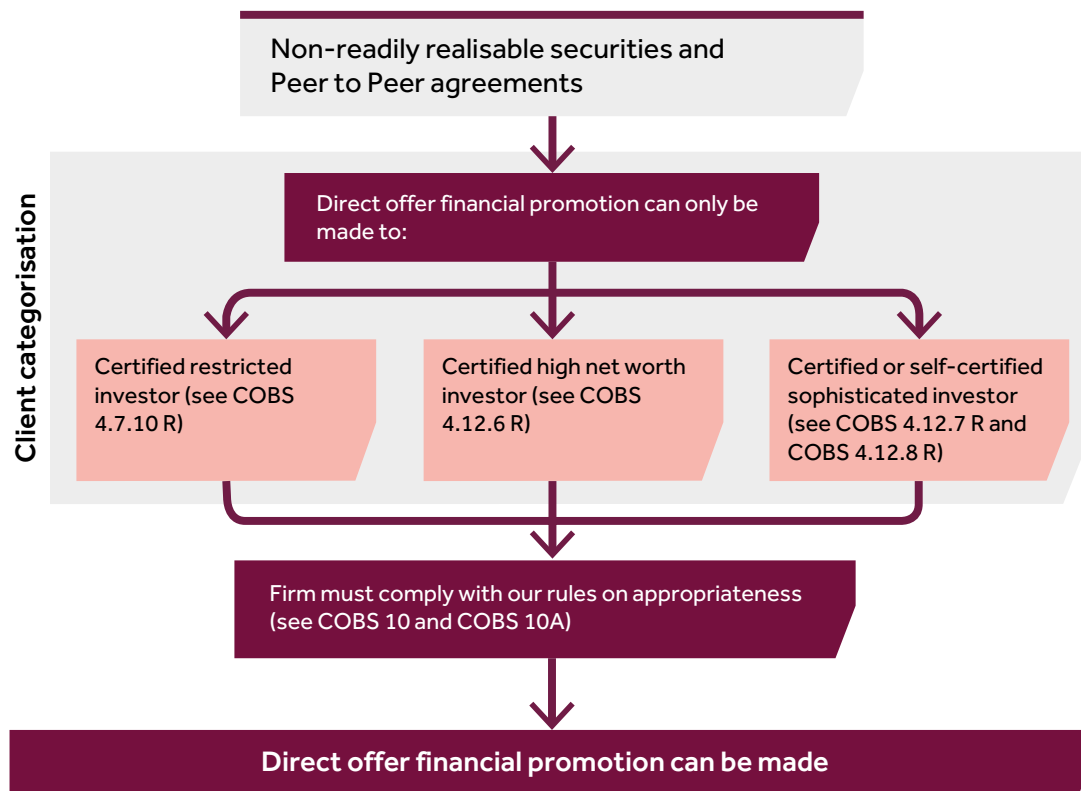 Non-readily realisable securities and
Peer to Peer agreements
Client categorisation
Direct offer financial promotion can only be
made to:
Certified restricted
investor (see COBS
4.7.10 R)
Certified high net worth
investor (see COBS
4.12.6 R)
Certified or self-certified
sophisticated investor
(see COBS 4.12.7 R and
COBS 4.12.8 R)
Firm must comply with our rules on appropriateness
(see COBS 10 and COBS 10A)
Direct offer financial promotion can be made